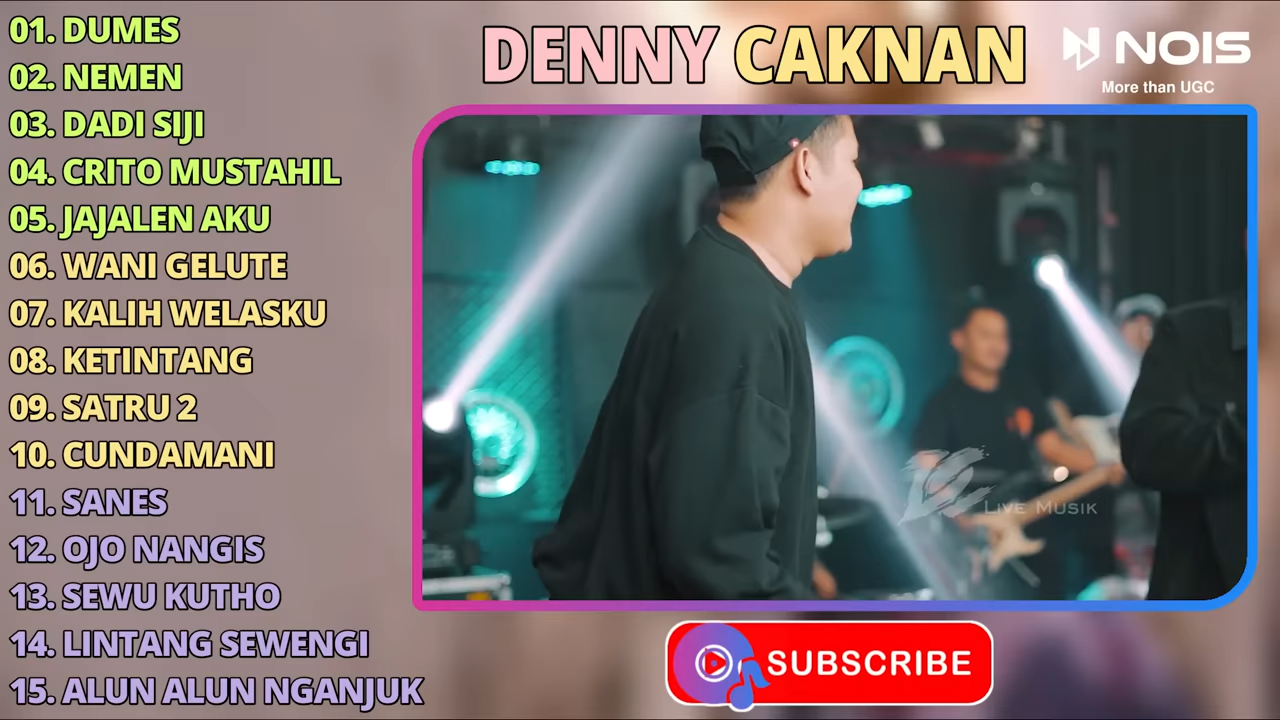 01. DUMES
02. NEMEN
03. DADI SIJI
04. CRITO MUSTAHIL
05. JAJALEN AKU
06. WANI GELUTE
07. KALIH WELASKU
08. KETINTANG
09. SATRU 2
10. CUNDAMANI
11. SANES
12. OJO NANGIS
13. SEWU KUTHO
14. LINTANG SEWENGI
15. ALUN ALUN NGANJUK
DENNY CAKNAN
NOIS
More than UGC
LIVE MUSIK
SUBSCRIBE